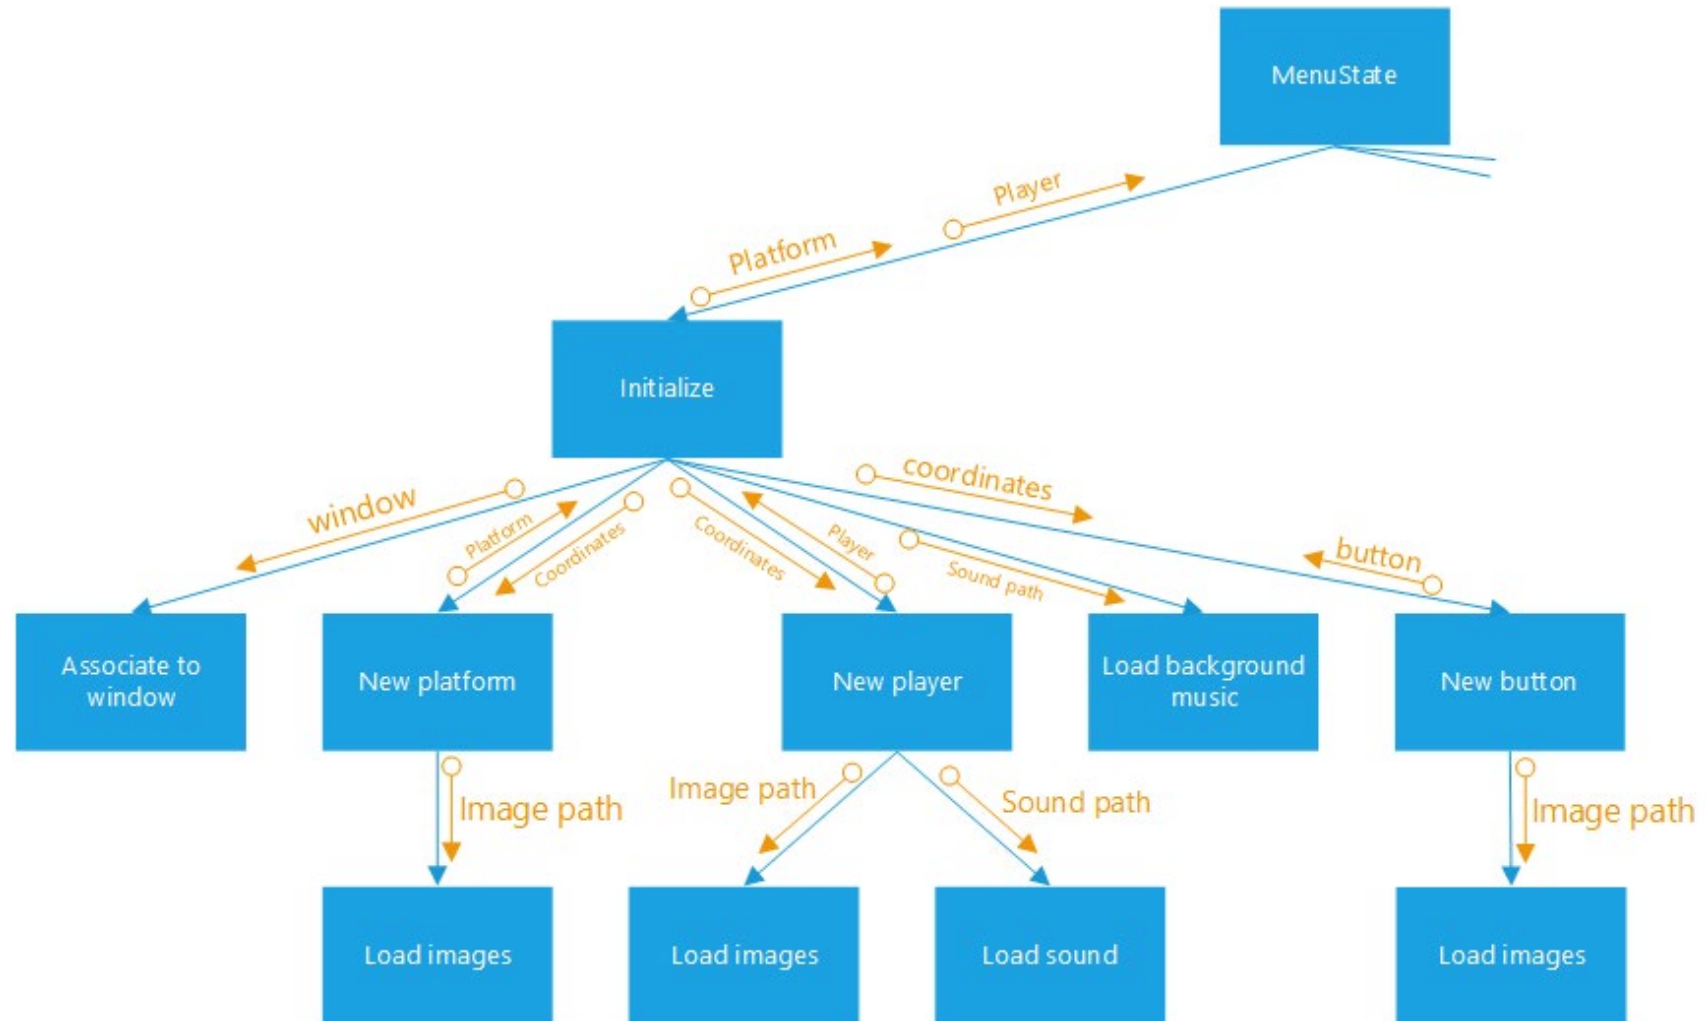 MenuState
Player
Platform
Initialize
coordinates
window
Platform
Coordinates
Coordinates
Player
Sound path
button
Associate to
window
New platform
New player
Load background
music
New button
Image path
Image path
Sound path
Image path
Load images
Load images
Load sound
Load images